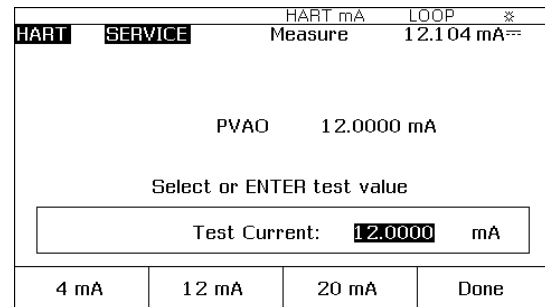 HART mA LOOP
HART SERVICE Measure 12.104 mA
PVAO 12.0000 mA
Select or ENTER test value
Test Current: 12.0000 mA
4 mA 12 mA 20 mA Done